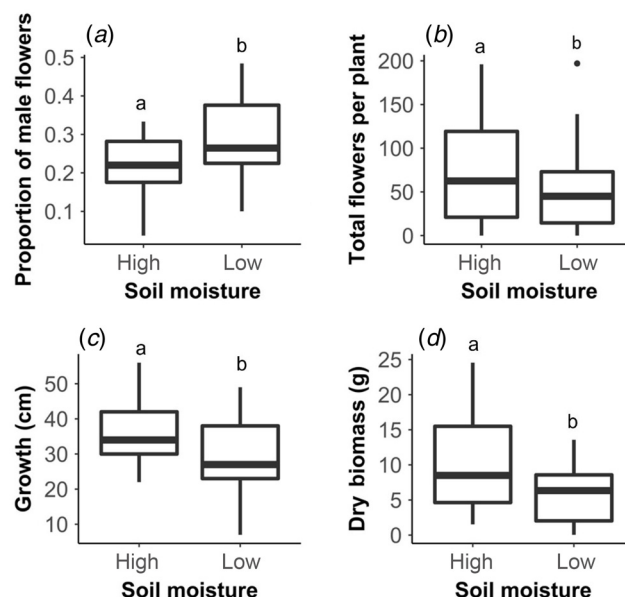 (a)
Proportion of male flowers
0.5
0.4
0.3
0.2
0.1
a
b
High
Low
Soil moisture
(b)
Total flowers per plant
200
150
100
50
0
a
b
High
Low
Soil moisture
(c)
Growth (cm)
50
40
30
20
10
a
b
High
Low
Soil moisture
(d)
Dry biomass (g)
25
20
15
10
5
0
a
b
High
Low
Soil moisture